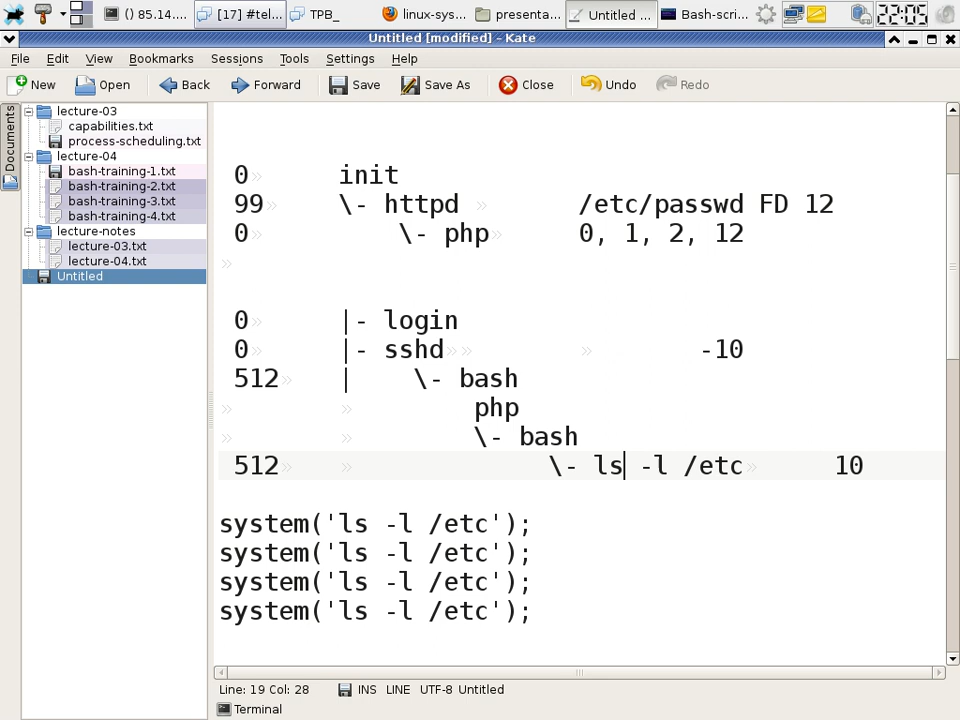 () 85.14.... [17] #tel... TPB_ linux-sys... presenta... Untitled ... Bash-scri... 22:05
Untitled [modified] - Kate
File Edit View Bookmarks Sessions Tools Settings Help
New Open Back Forward Save Save As Close Undo Redo
Documents
lecture-03
capabilities.txt
process-scheduling.txt
lecture-04
bash-training-1.txt
bash-training-2.txt
bash-training-3.txt
bash-training-4.txt
lecture-notes
lecture-03.txt
lecture-04.txt
Untitled
0» init
99» \- httpd » /etc/passwd FD 12
0» \- php» 0, 1, 2, 12
»
0» |- login
0» |- sshd»» » -10
512» | \- bash
» » php
» » \- bash
512» » \- ls -l /etc» 10
system('ls -l /etc');
system('ls -l /etc');
system('ls -l /etc');
system('ls -l /etc');
Line: 19 Col: 28 INS LINE UTF-8 Untitled
Terminal